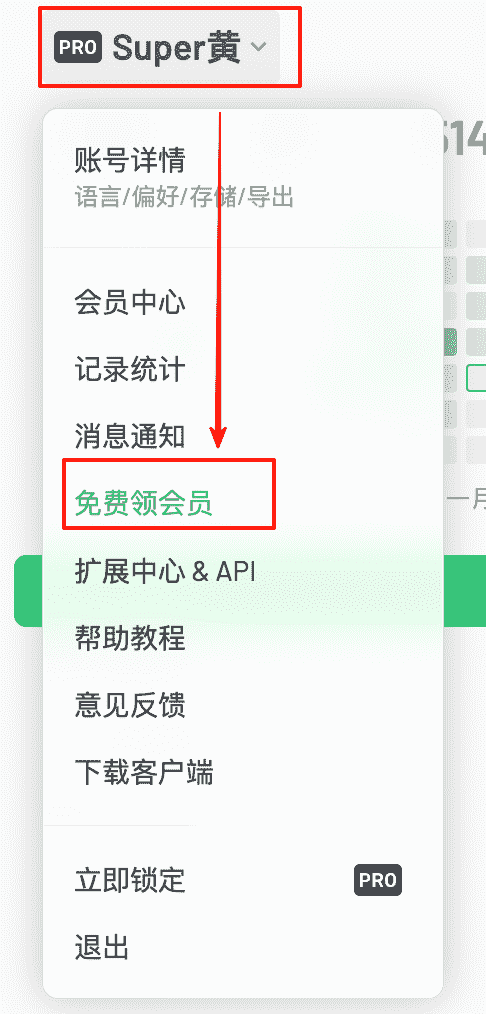 PRO Super黄
514
账号详情
语言/偏好/存储/导出
会员中心
记录统计
消息通知
免费领会员
一月
扩展中心 & API
帮助教程
意见反馈
下载客户端
立即锁定 PRO
退出